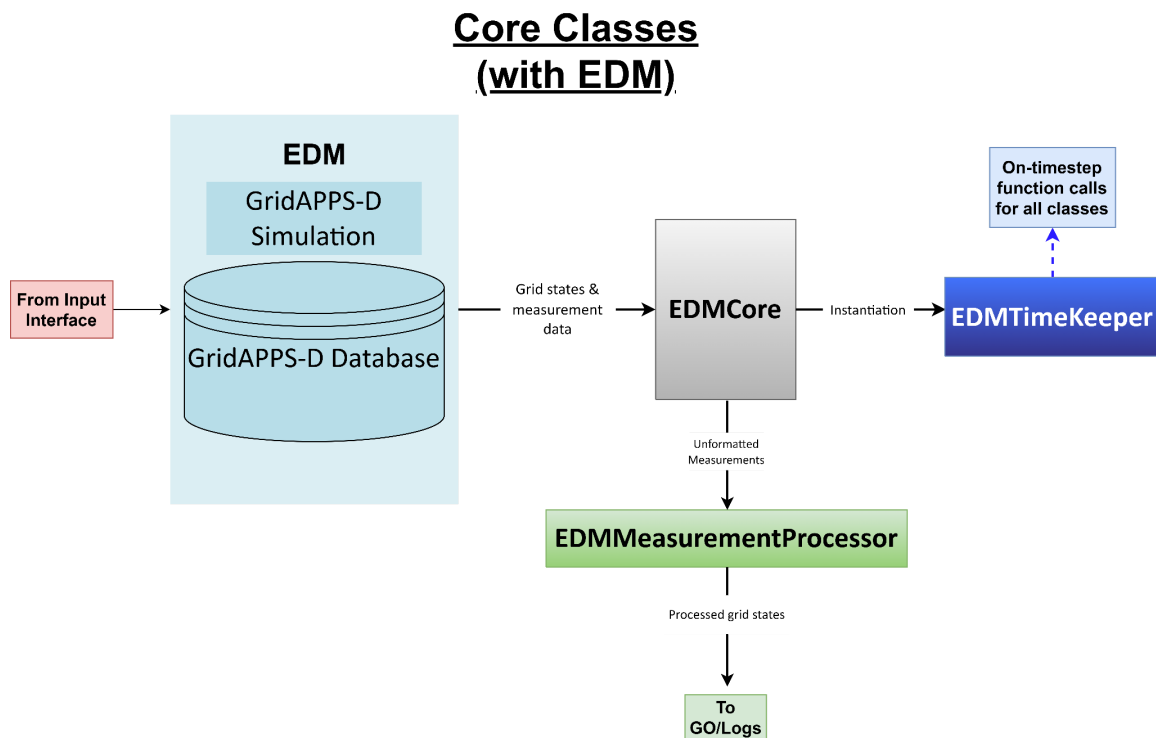 Core Classes
(with EDM)
EDM
GridAPPS-D
Simulation
GridAPPS-D Database
From Input
Interface
Grid states &
measurement
data
EDMCore
Instantiation
EDMTimeKeeper
On-timestep
function calls
for all classes
Unformatted
Measurements
EDMMeasurementProcessor
Processed grid states
To
GO/Logs